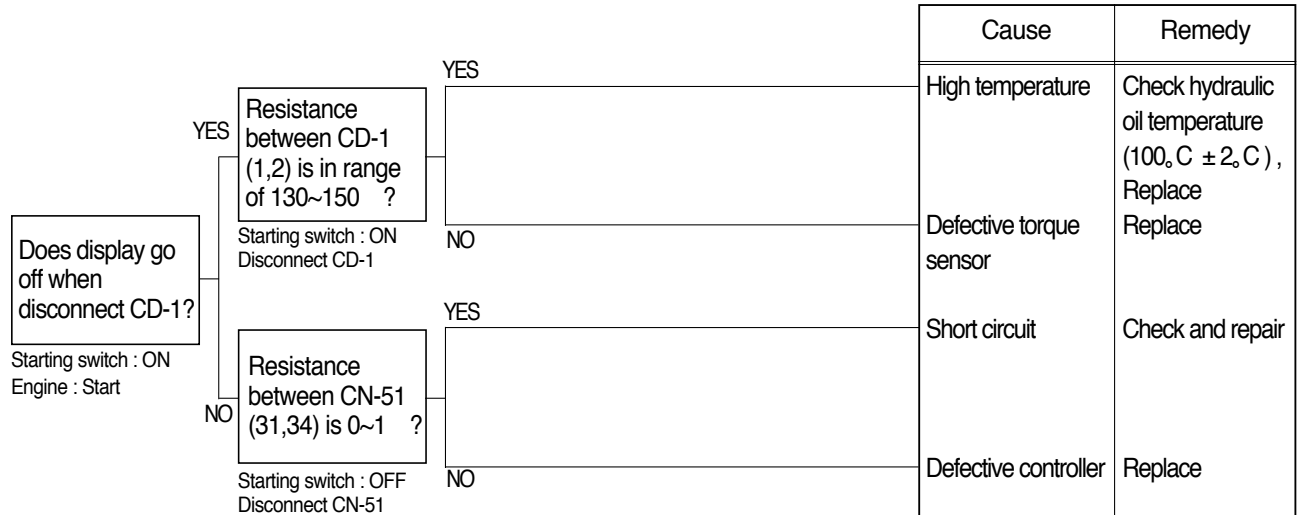 Cause
Remedy
YES
High temperature
Check hydraulic
oil temperature
(100｡C ±2｡C),
Replace
YES
Resistance
between CD-1
(1,2) is in range
of 130~150 ?
Starting switch : ON
Disconnect CD-1
NO
Defective torque
sensor
Replace
Does display go
off when
disconnect CD-1?
Starting switch : ON
Engine : Start
YES
Short circuit
Check and repair
NO
Resistance
between CN-51
(31,34) is 0~1 ?
Starting switch : OFF
Disconnect CN-51
NO
Defective controller
Replace